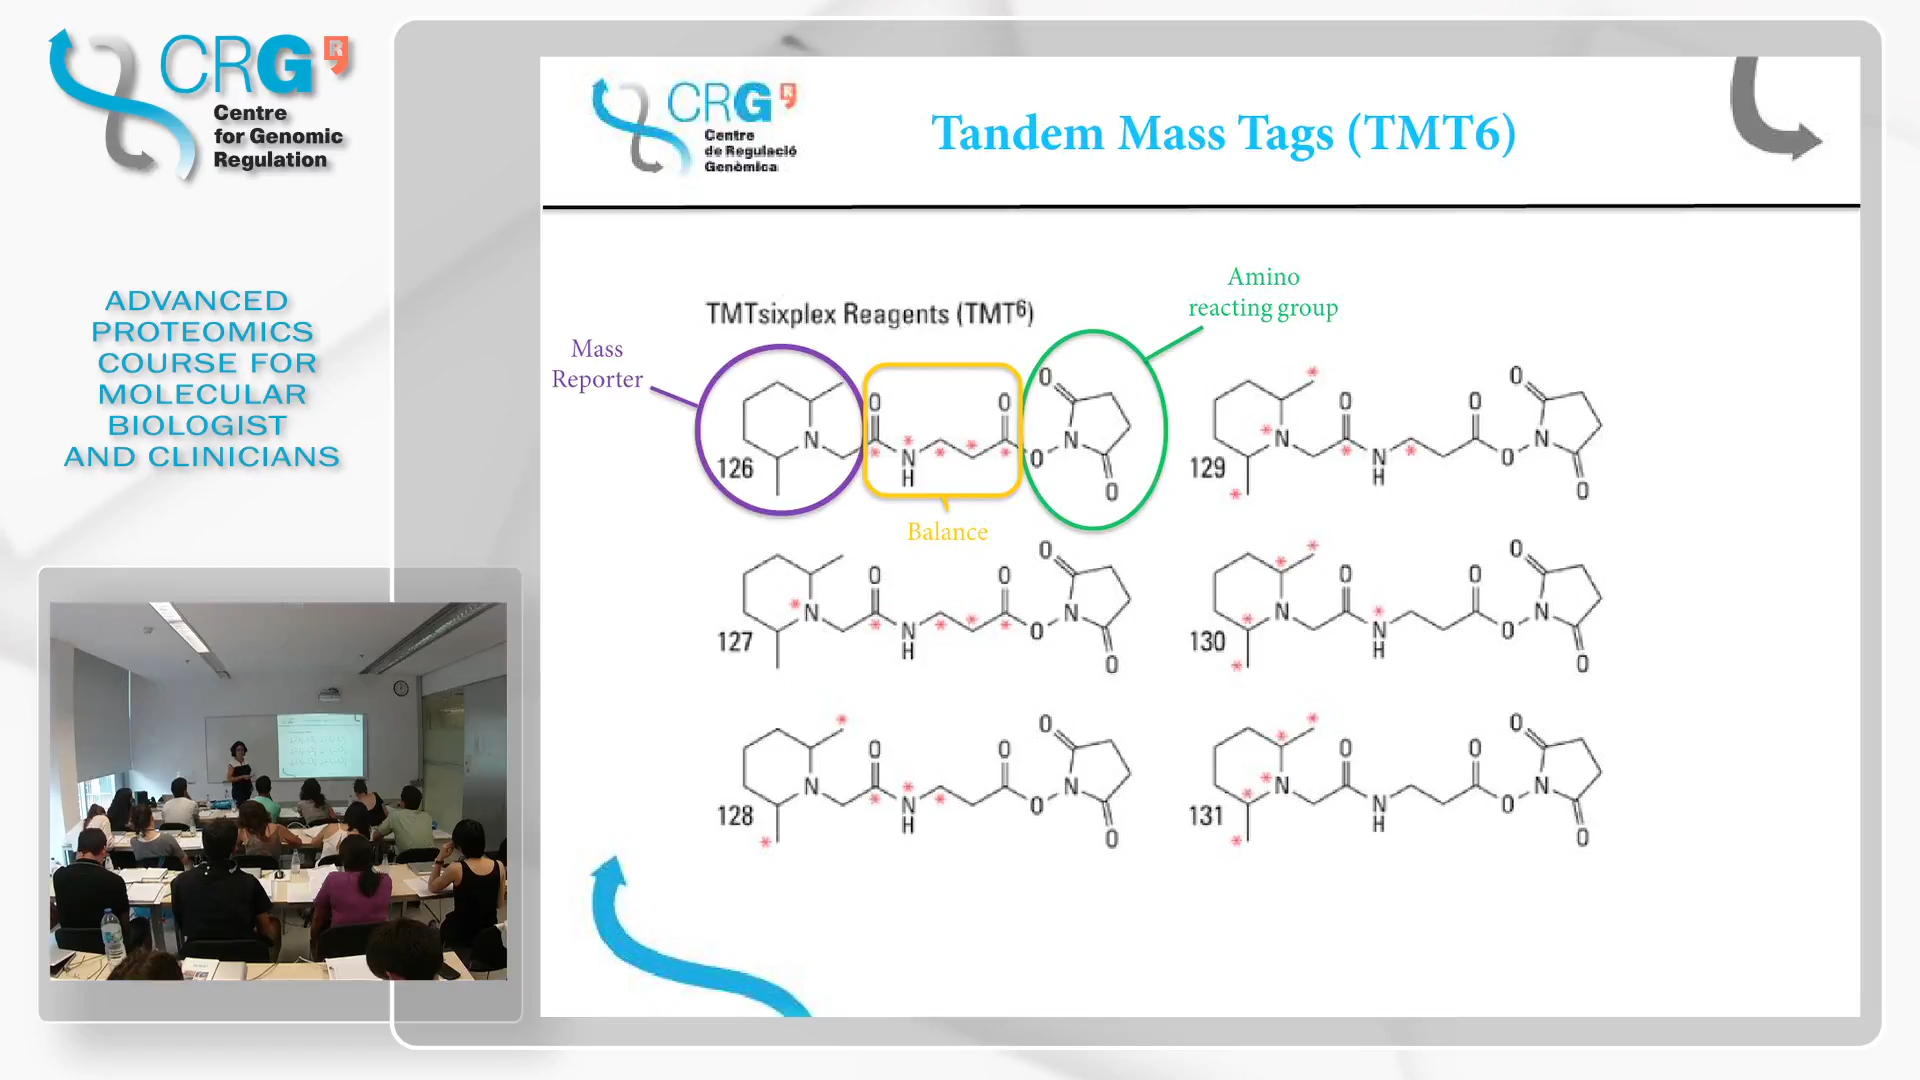 CRG R
Centre
for Genomic
Regulation
ADVANCED
PROTEOMICS
COURSE FOR
MOLECULAR
BIOLOGIST
AND CLINICIANS
CRG R
Centre
de Regulació
Genòmica
Tandem Mass Tags (TMT6)
TMTsixplex Reagents (TMT⁶)
Amino
reacting group
Mass
Reporter
Balance
126
N
O
*
*
N
H
*
*
O
*
O
N
O
O
129
*
*
N
*
O
*
N
H
*
O
O
N
O
O
127
*
N
O
*
N
H
*
*
O
*
O
N
O
O
130
*
*
*
*
N
O
*
N
H
O
O
N
O
O
128
*
*
N
O
*
*
N
H
*
O
O
N
O
O
131
*
*
*
*
*
N
O
N
H
O
O
N
O
O